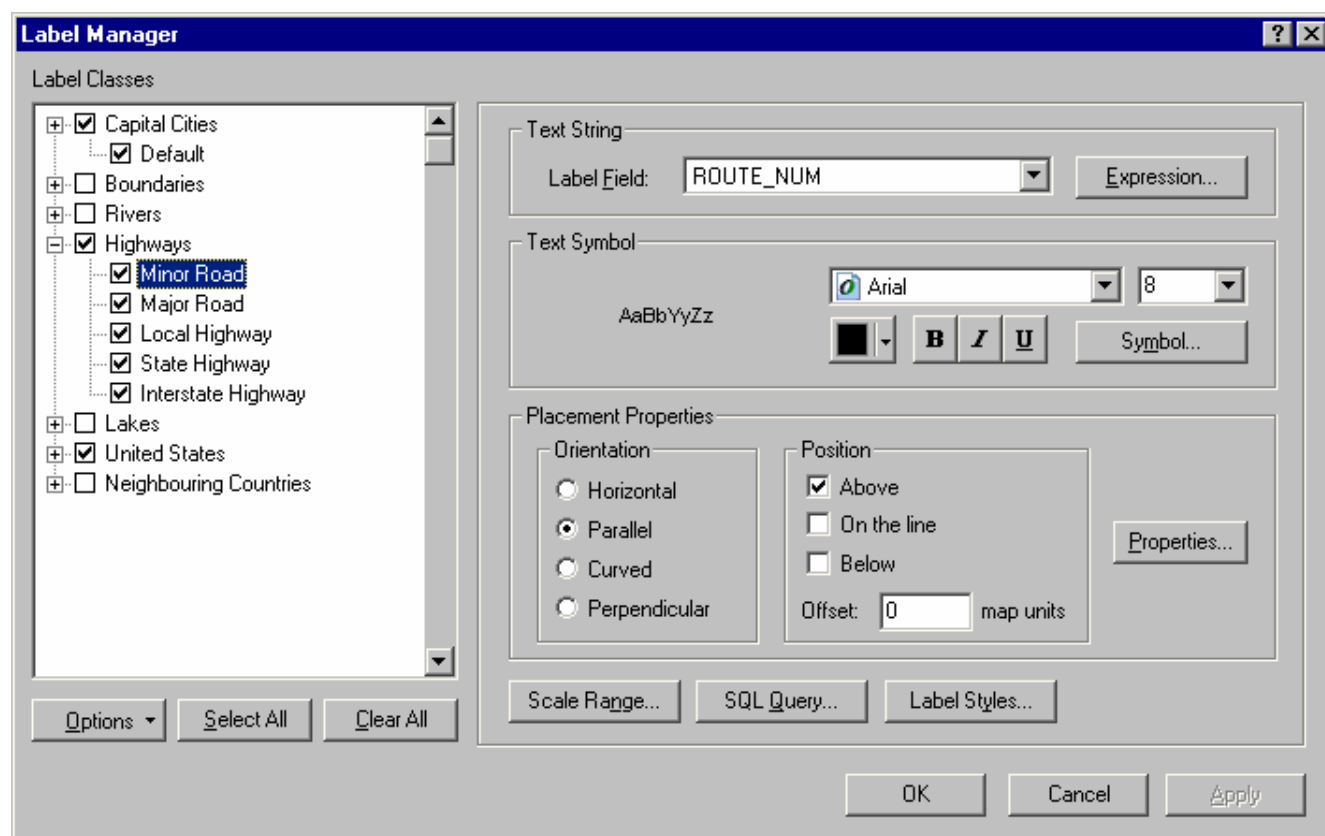 Label Manager
Label Classes
Capital Cities
Default
Boundaries
Rivers
Highways
Minor Road
Major Road
Local Highway
State Highway
Interstate Highway
Lakes
United States
Neighbouring Countries
Options
Select All
Clear All
Text String
Label Field: ROUTE_NUM Expression...
Text Symbol
AaBbYyZz
Arial 8
B I U Symbol...
Placement Properties
Orientation
Horizontal
Parallel
Curved
Perpendicular
Position
Above
On the line
Below
Offset: 0 map units
Properties...
Scale Range... SQL Query... Label Styles...
OK Cancel Apply